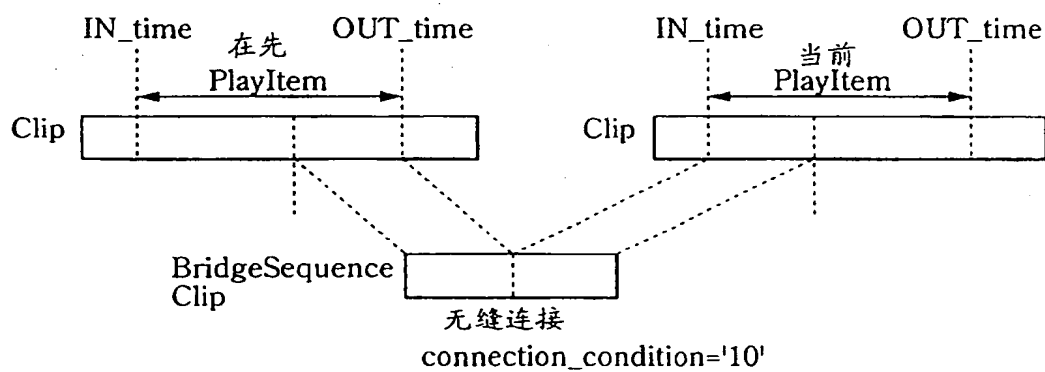 IN_time
在先
OUT_time
PlayItem
IN_time
当前
OUT_time
PlayItem
Clip
Clip
BridgeSequence
Clip
无缝连接
connection_condition='10'